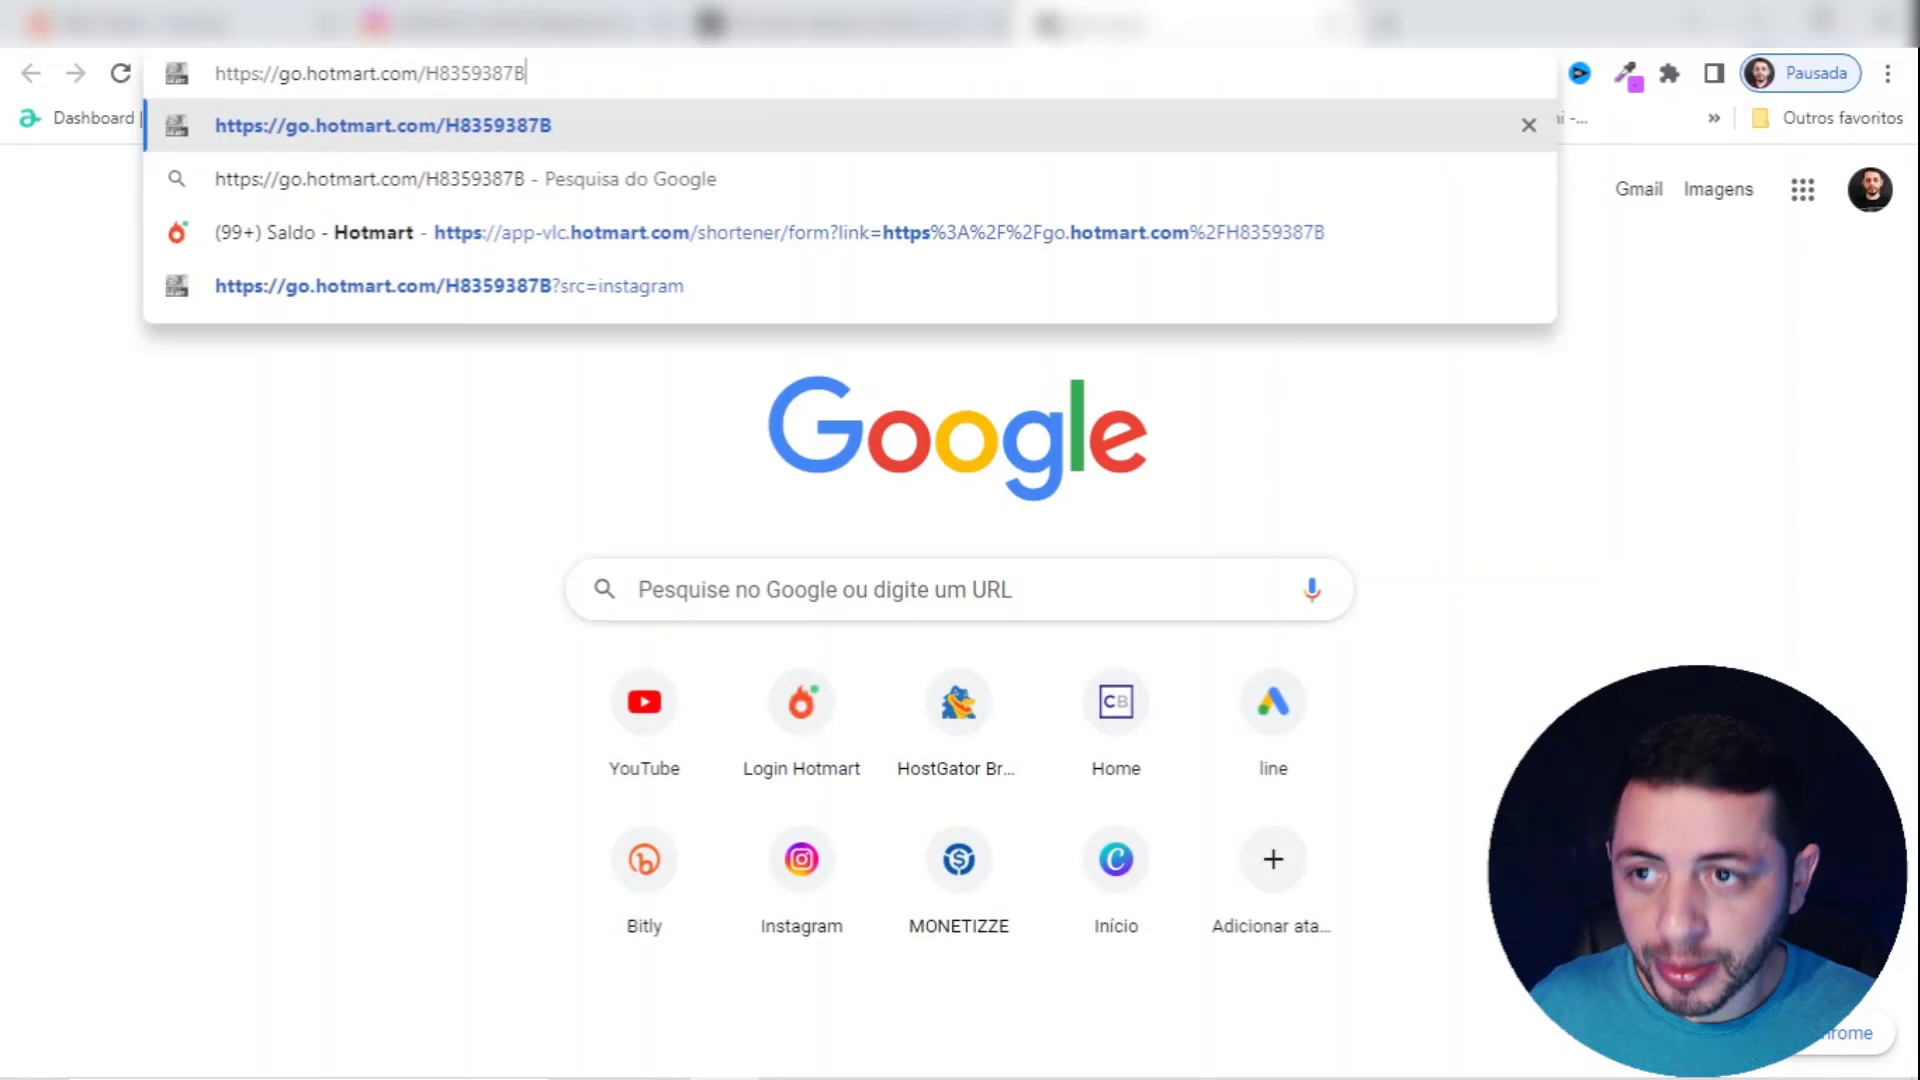 https://go.hotmart.com/H8359387B
Pausada
Dashboard
https://go.hotmart.com/H8359387B
Outros favoritos
https://go.hotmart.com/H8359387B - Pesquisa do Google
Gmail
Imagens
(99+) Saldo - Hotmart - https://app-vlc.hotmart.com/shortener/form?link=https%3A%2F%2Fgo.hotmart.com%2FH8359387B
https://go.hotmart.com/H8359387B?src=instagram
Google
Pesquise no Google ou digite um URL
CB
YouTube
Login Hotmart
HostGator Br...
Home
line
Bitly
Instagram
MONETIZZE
Início
Adicionar ata...